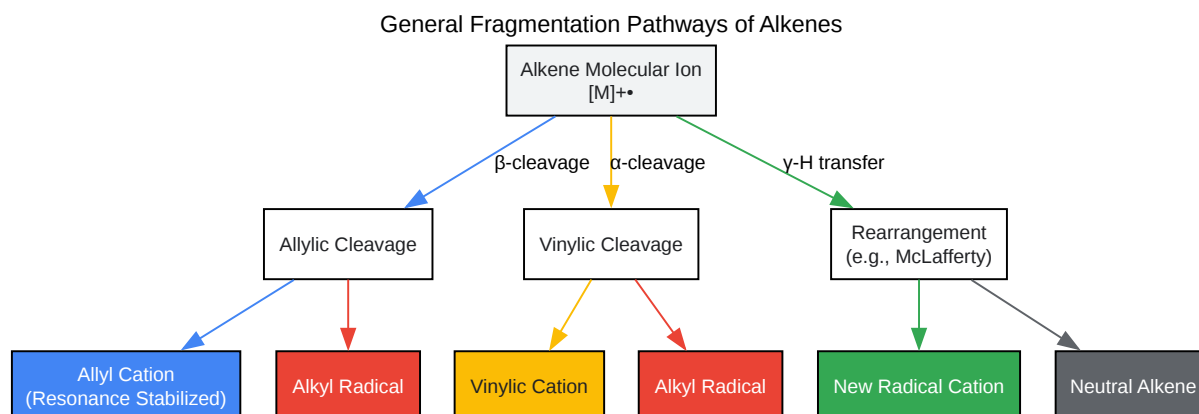 General Fragmentation Pathways of Alkenes
Alkene Molecular Ion
[M]+•
β-cleavage
α-cleavage
γ-H transfer
Allylic Cleavage
Vinylic Cleavage
Rearrangement
(e.g., McLafferty)
Allyl Cation
(Resonance Stabilized)
Alkyl Radical
Vinylic Cation
Alkyl Radical
New Radical Cation
Neutral Alkene